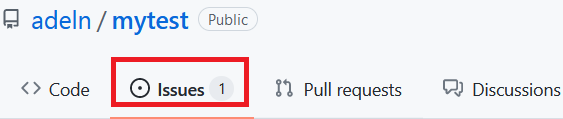 adeln / mytest Public
Code Issues 1 Pull requests Discussions